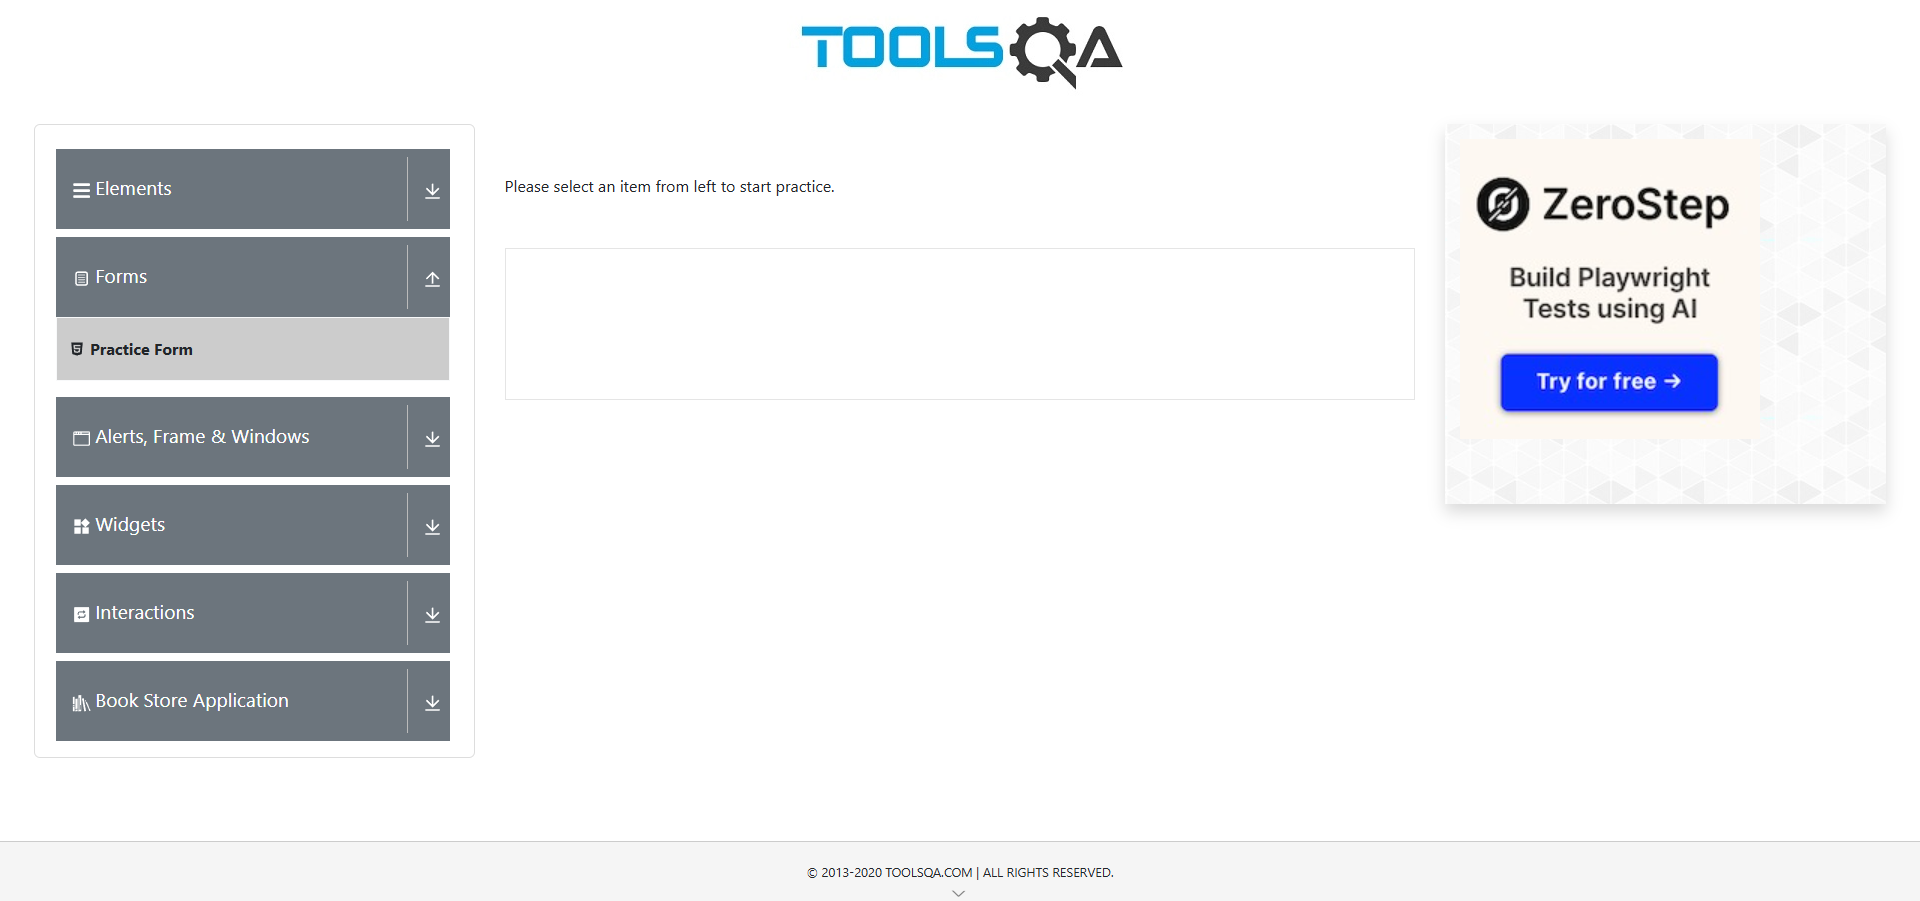 TOOLSQA
Elements
Forms
Practice Form
Alerts, Frame & Windows
Widgets
Interactions
Book Store Application
Please select an item from left to start practice.
ZeroStep
Build Playwright
Tests using AI
Try for free →
© 2013-2020 TOOLSQA.COM | ALL RIGHTS RESERVED.